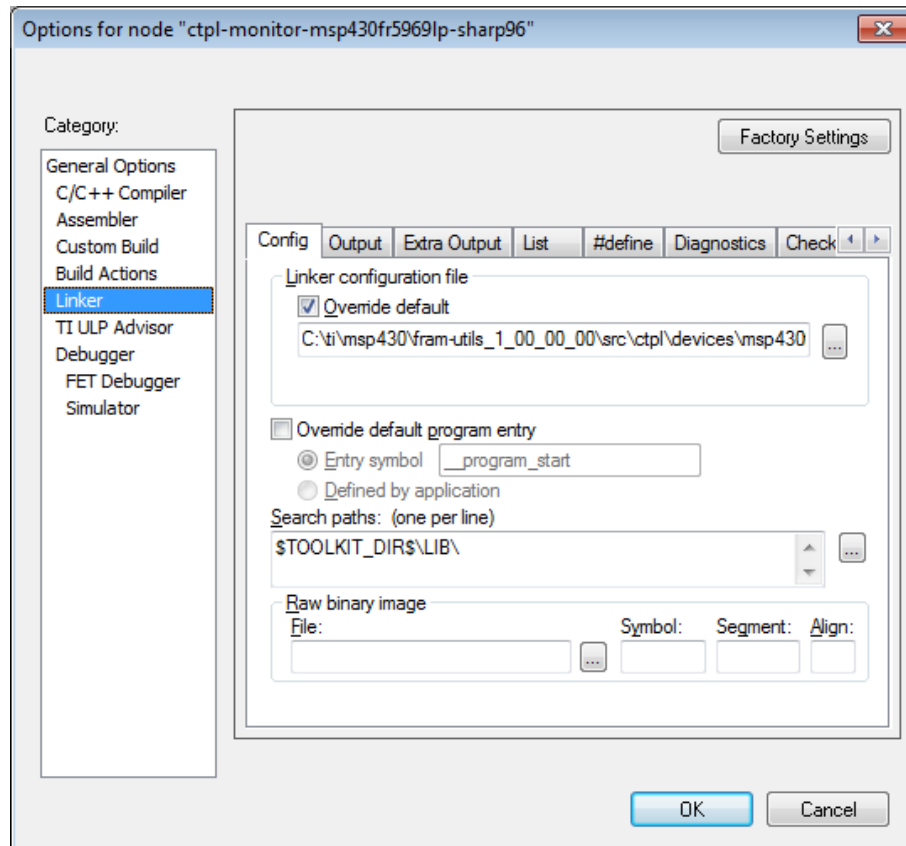 Options for node "ctpl-monitor-msp430fr5969lp-sharp96"
Category:
Factory Settings
General Options
C/C++ Compiler
Assembler
Custom Build
Build Actions
Linker
TI ULP Advisor
Debugger
FET Debugger
Simulator
Config Output Extra Output List #define Diagnostics Check
Linker configuration file
Override default
C:\ti\msp430\fram-utils_1_00_00_00\src\ctpl\devices\msp430
...
Override default program entry
Entry symbol __program_start
Defined by application
Search paths: (one per line)
$TOOLKIT_DIR$\LIB\
...
Raw binary image
File: Symbol: Segment: Align:
...
OK Cancel